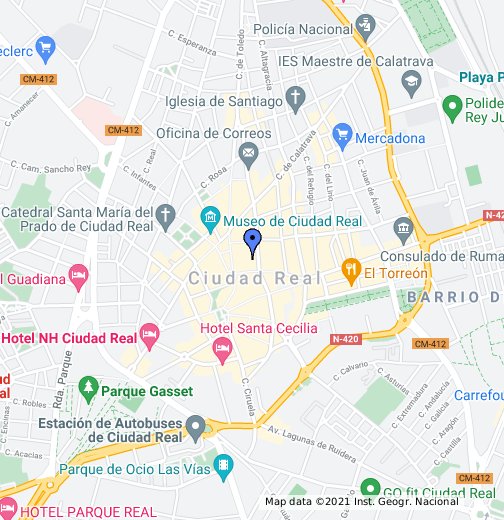 Policía Nacional
eclerc
C. Esperanza
C. de Toledo
C. Altagracia
IES Maestre de Calatrava
CM-412
Playa P
C. Amanecer
Iglesia de Santiago
Polide
Rey Ju
CM-412
Oficina de Correos
Mercadona
C. de Calatrava
C. Real
C. Cam. Sancho Rey
C. Infantes
C. Rosa
C. del Refugio
C. del Lirio
C. Juan de Ávila
Catedral Santa María del
Prado de Ciudad Real
Museo de Ciudad Real
N-42
Consulado de Ruma
l Guadiana
Ciudad Real
El Torreón
BARRIO D
Hotel NH Ciudad Real
Hotel Santa Cecilia
N-420
CM-412
Rda. Parque
C. Calvario
C. Asturias
ud
al
Parque Gasset
C. Ciruela
C. Extremadura
C. Andalucía
C. Galicia
Carrefou
C. Robles
C. Encinas
Estación de Autobuses
de Ciudad Real
C. Aragón
C. Castilla
Av. Lagunas de Ruidera
C. Acacias
Parque de Ocio Las Vías
CM-412
GO fit Ciudad Real
HOTEL PARQUE REAL
Map data ©2021 Inst. Geogr. Nacional